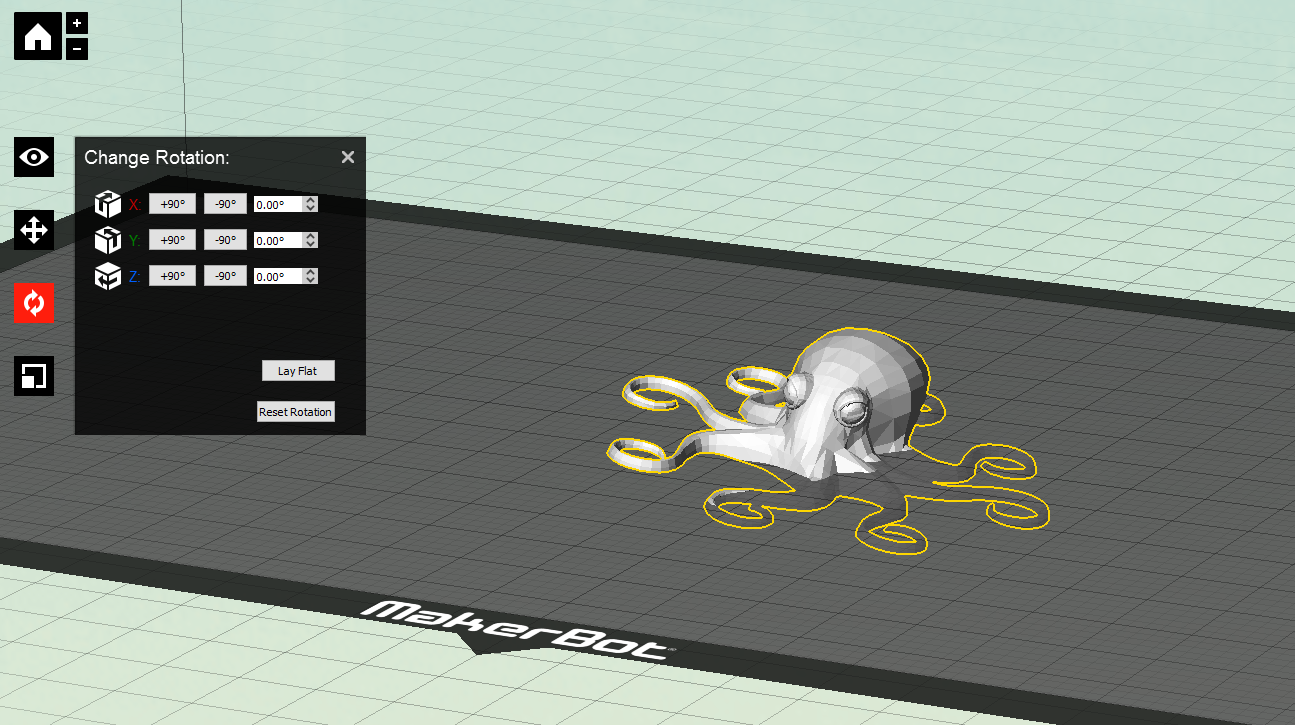 +
-
Change Rotation:
X: +90° -90° 0.00°
Y: +90° -90° 0.00°
Z: +90° -90° 0.00°
Lay Flat
Reset Rotation
MakerBot®